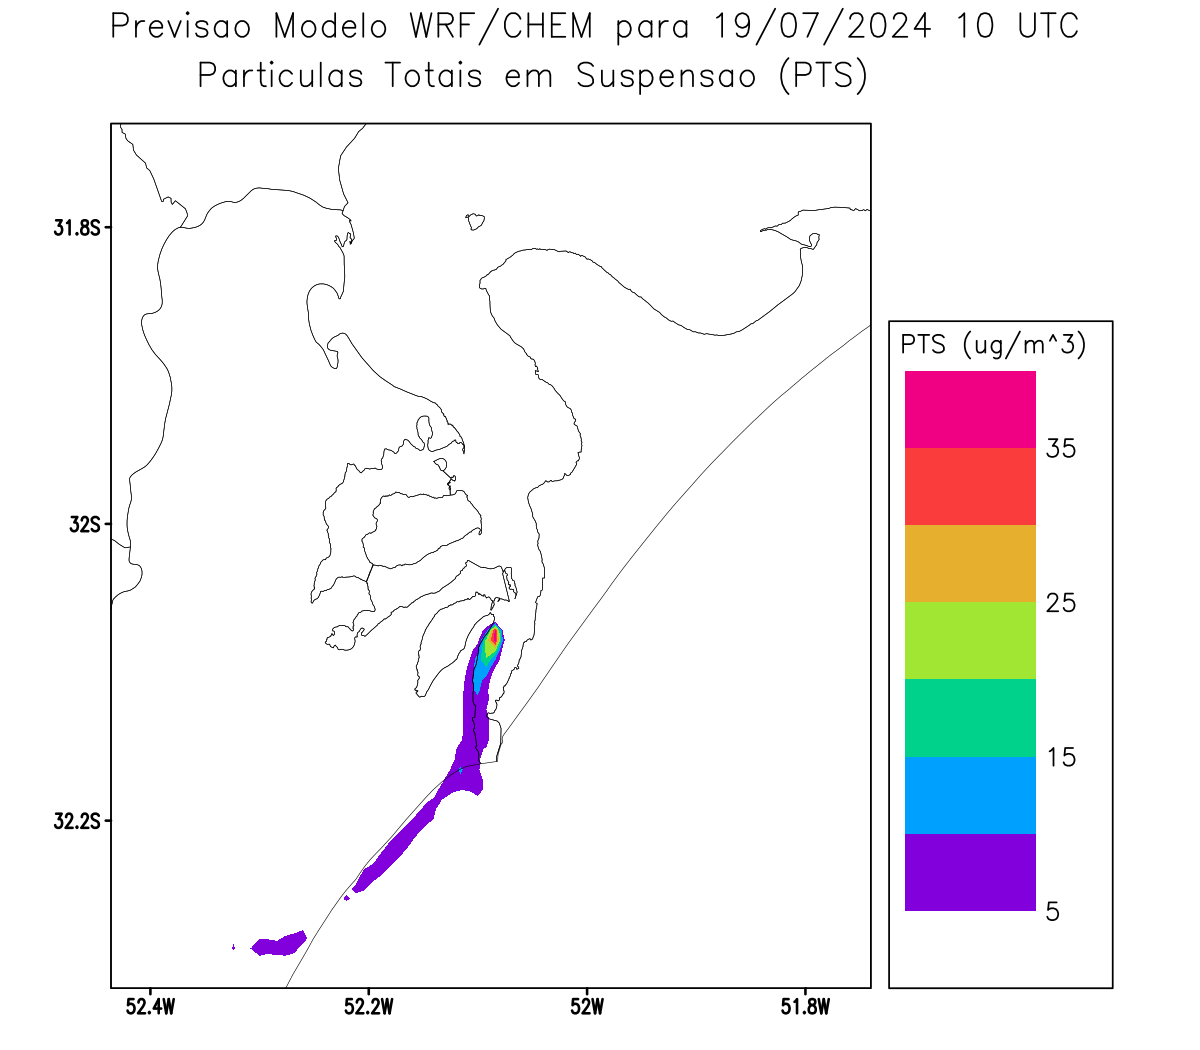 Previsao Modelo WRF/CHEM para 19/07/2024 10 UTC
Particulas Totais em Suspensao (PTS)
31.8S
32S
32.2S
52.4W
52.2W
52W
51.8W
PTS (ug/m^3)
35
25
15
5